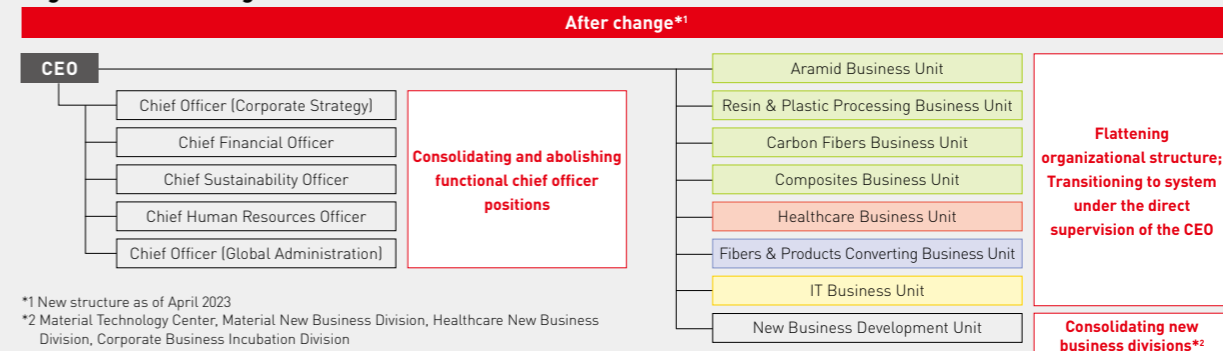 After change*1
CEO
Chief Officer (Corporate Strategy)
Chief Financial Officer
Chief Sustainability Officer
Chief Human Resources Officer
Chief Officer (Global Administration)
Consolidating and abolishing
functional chief officer
positions
Aramid Business Unit
Resin & Plastic Processing Business Unit
Carbon Fibers Business Unit
Composites Business Unit
Healthcare Business Unit
Fibers & Products Converting Business Unit
IT Business Unit
New Business Development Unit
Flattening
organizational structure;
Transitioning to system
under the direct
supervision of the CEO
Consolidating new
business divisions*2
*1 New structure as of April 2023
*2 Material Technology Center, Material New Business Division, Healthcare New Business
Division, Corporate Business Incubation Division